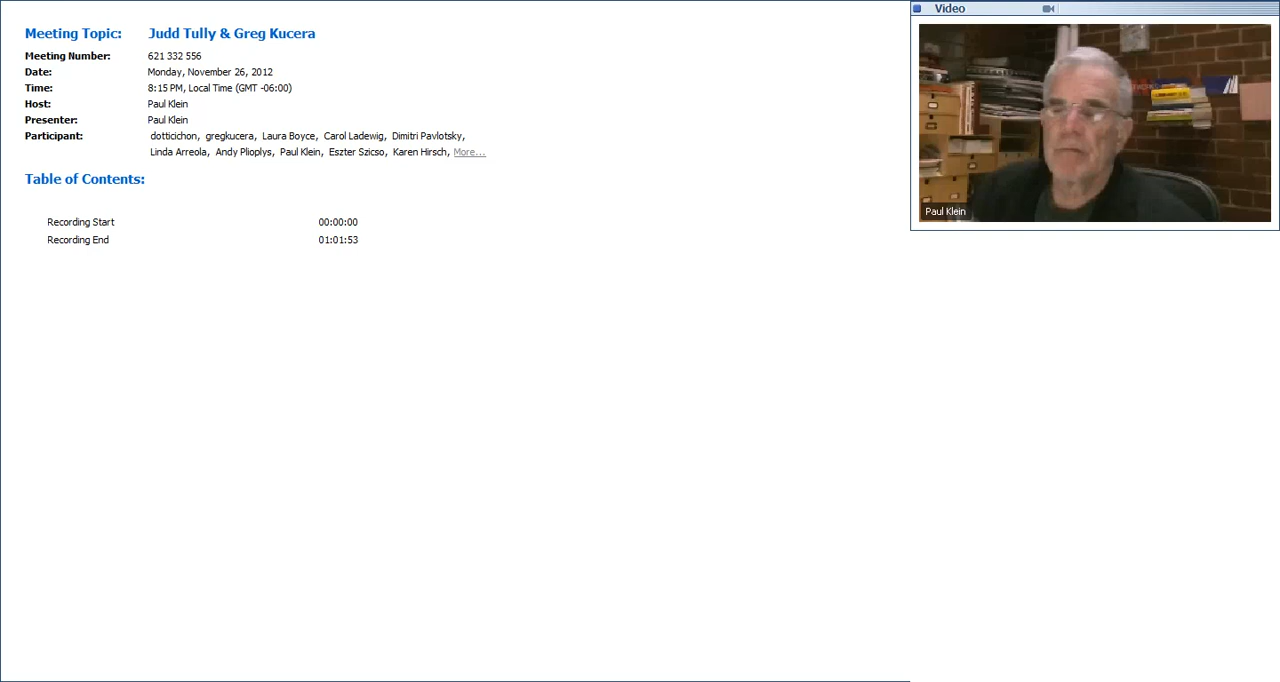 Meeting Topic: Judd Tully & Greg Kucera
Meeting Number: 621 332 556
Date: Monday, November 26, 2012
Time: 8:15 PM, Local Time (GMT -06:00)
Host: Paul Klein
Presenter: Paul Klein
Participant: dotticichon, gregkucera, Laura Boyce, Carol Ladewig, Dimitri Pavlotsky,
Linda Arreola, Andy Plioplys, Paul Klein, Eszter Szicso, Karen Hirsch, More...
Table of Contents:
Recording Start 00:00:00
Recording End 01:01:53
Video
Paul Klein